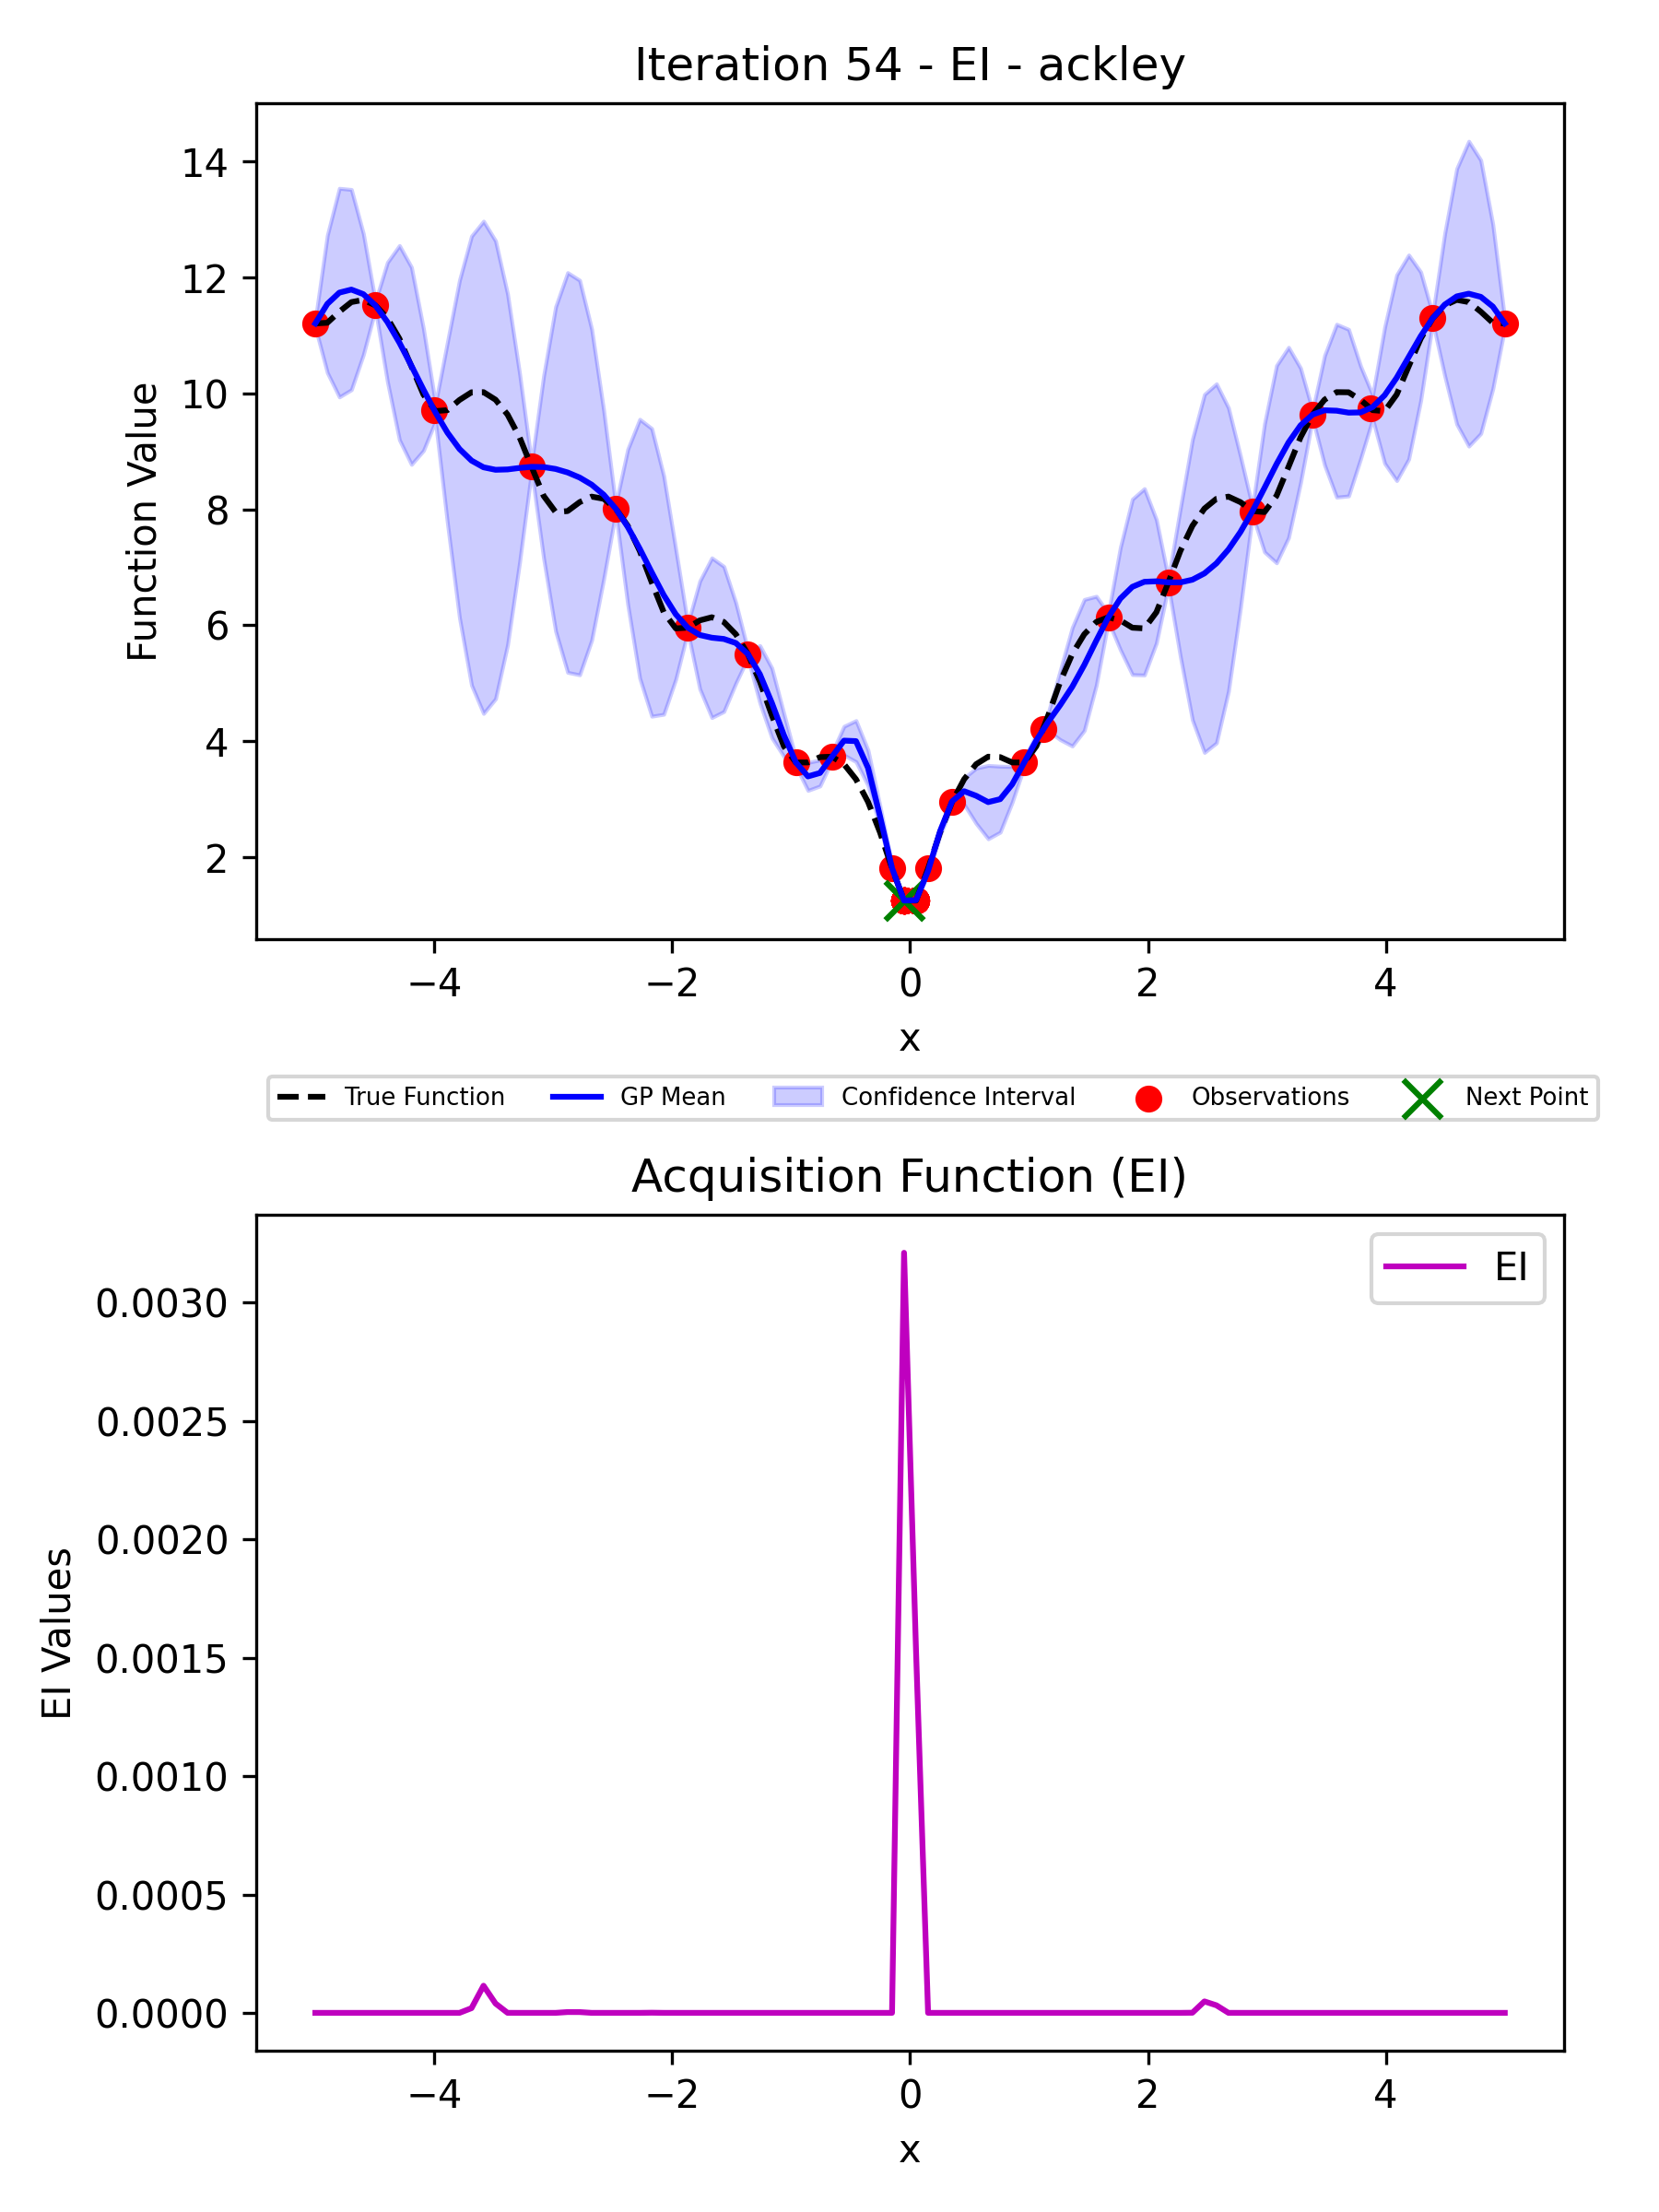 Iteration 54 - EI - ackley
14
12
10
8
6
4
2
Function Value
−4 −2 0 2 4
x
True Function GP Mean Confidence Interval Observations Next Point
Acquisition Function (EI)
EI
0.0030
0.0025
0.0020
0.0015
0.0010
0.0005
0.0000
EI Values
−4 −2 0 2 4
x